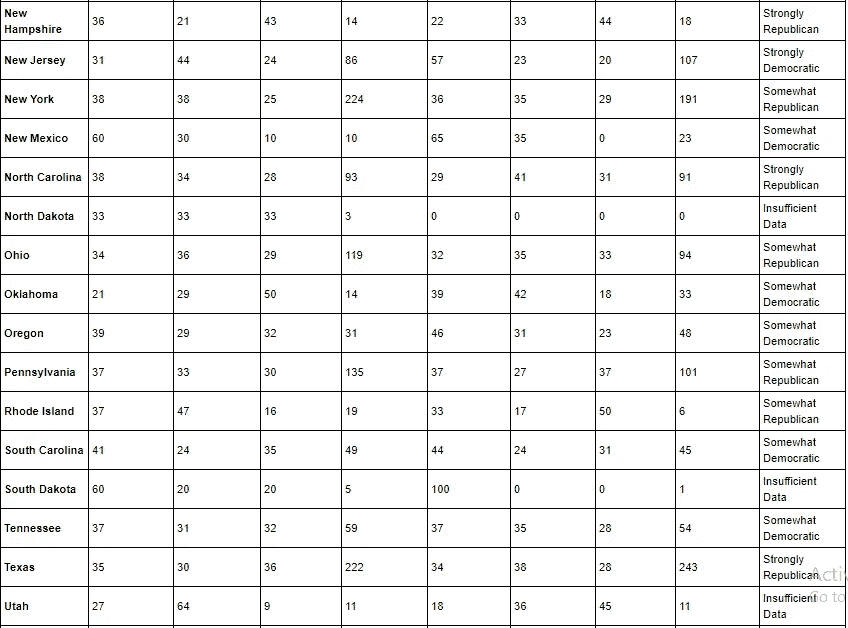 New Hampshire 36 21 43 14 22 33 44 18 Strongly Republican
New Jersey 31 44 24 86 57 23 20 107 Strongly Democratic
New York 38 38 25 224 36 35 29 191 Somewhat Republican
New Mexico 60 30 10 10 65 35 0 23 Somewhat Democratic
North Carolina 38 34 28 93 29 41 31 91 Strongly Republican
North Dakota 33 33 33 3 0 0 0 0 Insufficient Data
Ohio 34 36 29 119 32 35 33 94 Somewhat Republican
Oklahoma 21 29 50 14 39 42 18 33 Somewhat Democratic
Oregon 39 29 32 31 46 31 23 48 Somewhat Democratic
Pennsylvania 37 33 30 135 37 27 37 101 Somewhat Republican
Rhode Island 37 47 16 19 33 17 50 6 Somewhat Republican
South Carolina 41 24 35 49 44 24 31 45 Somewhat Democratic
South Dakota 60 20 20 5 100 0 0 1 Insufficient Data
Tennessee 37 31 32 59 37 35 28 54 Somewhat Democratic
Texas 35 30 36 222 34 38 28 243 Strongly Republican
Utah 27 64 9 11 18 36 45 11 Insufficient Data
Go to